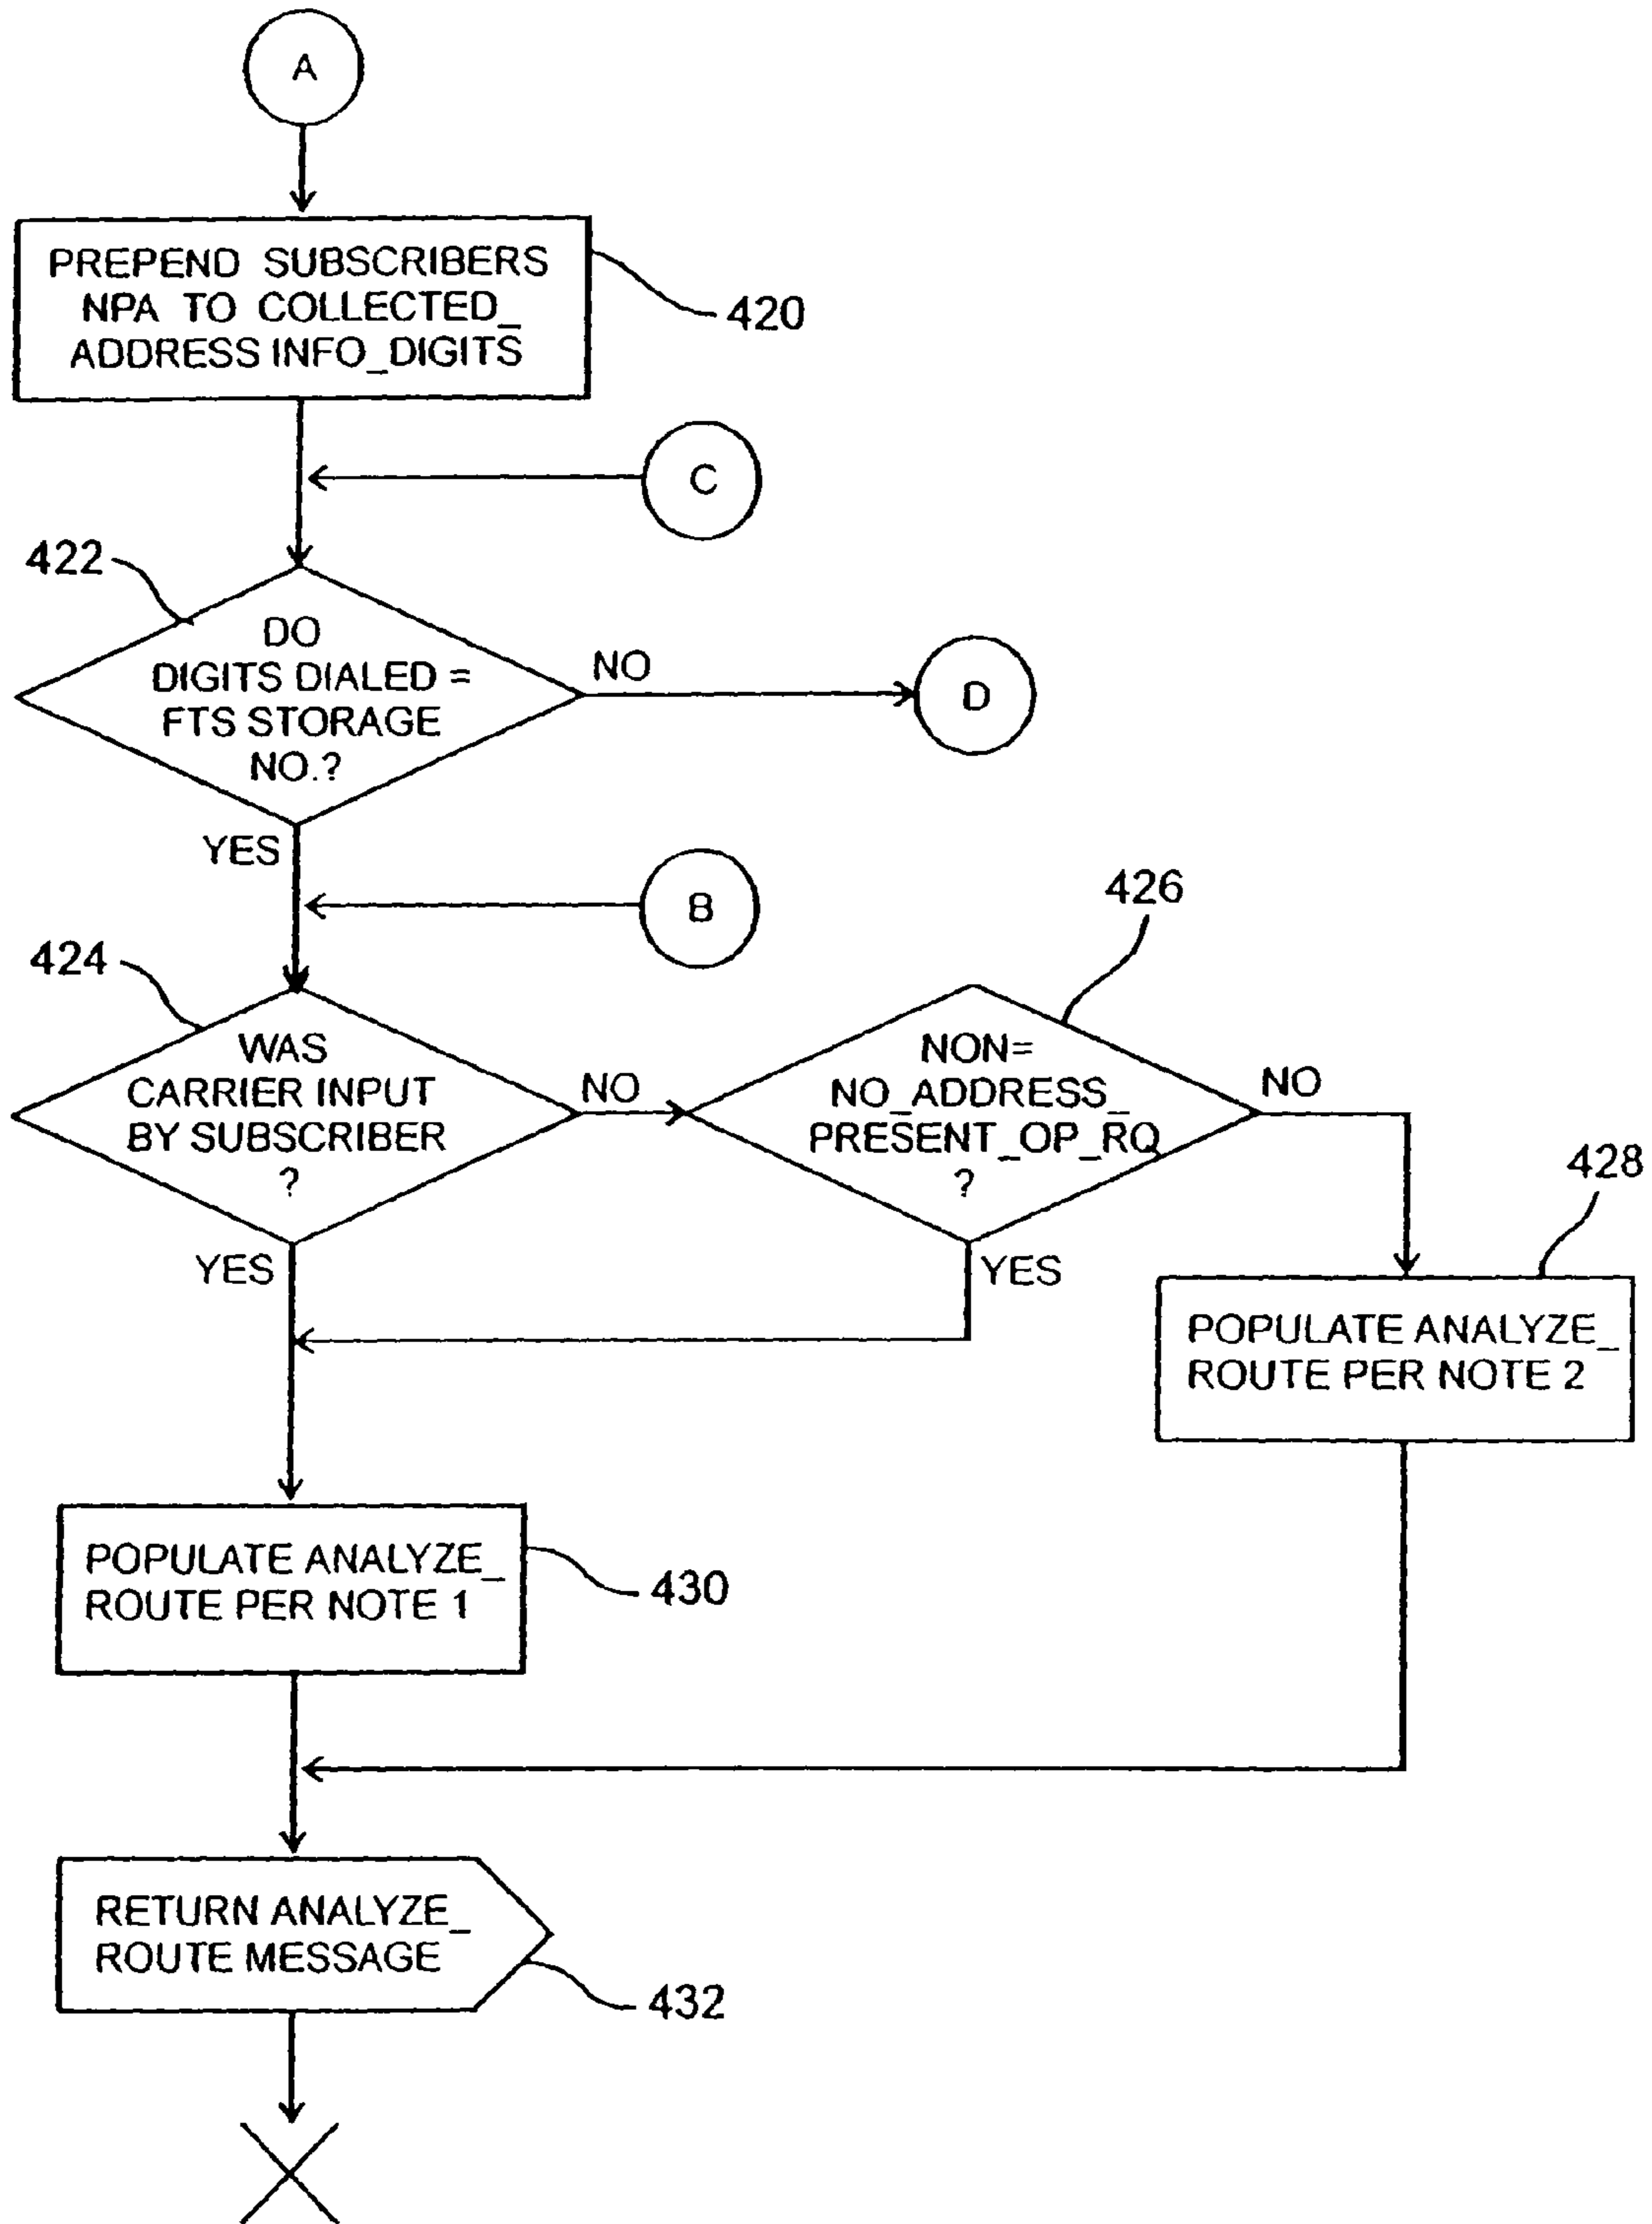 A
PREPEND SUBSCRIBERS
NPA TO COLLECTED_
ADDRESS INFO_DIGITS
420
C
422
DO
DIGITS DIALED =
FTS STORAGE
NO.?
NO
D
YES
B
426
424
WAS
CARRIER INPUT
BY SUBSCRIBER
?
NO
NON=
NO_ADDRESS_
PRESENT_OP_RQ
?
NO
428
YES
YES
POPULATE ANALYZE_
ROUTE PER NOTE 2
POPULATE ANALYZE_
ROUTE PER NOTE 1
430
RETURN ANALYZE_
ROUTE MESSAGE
432